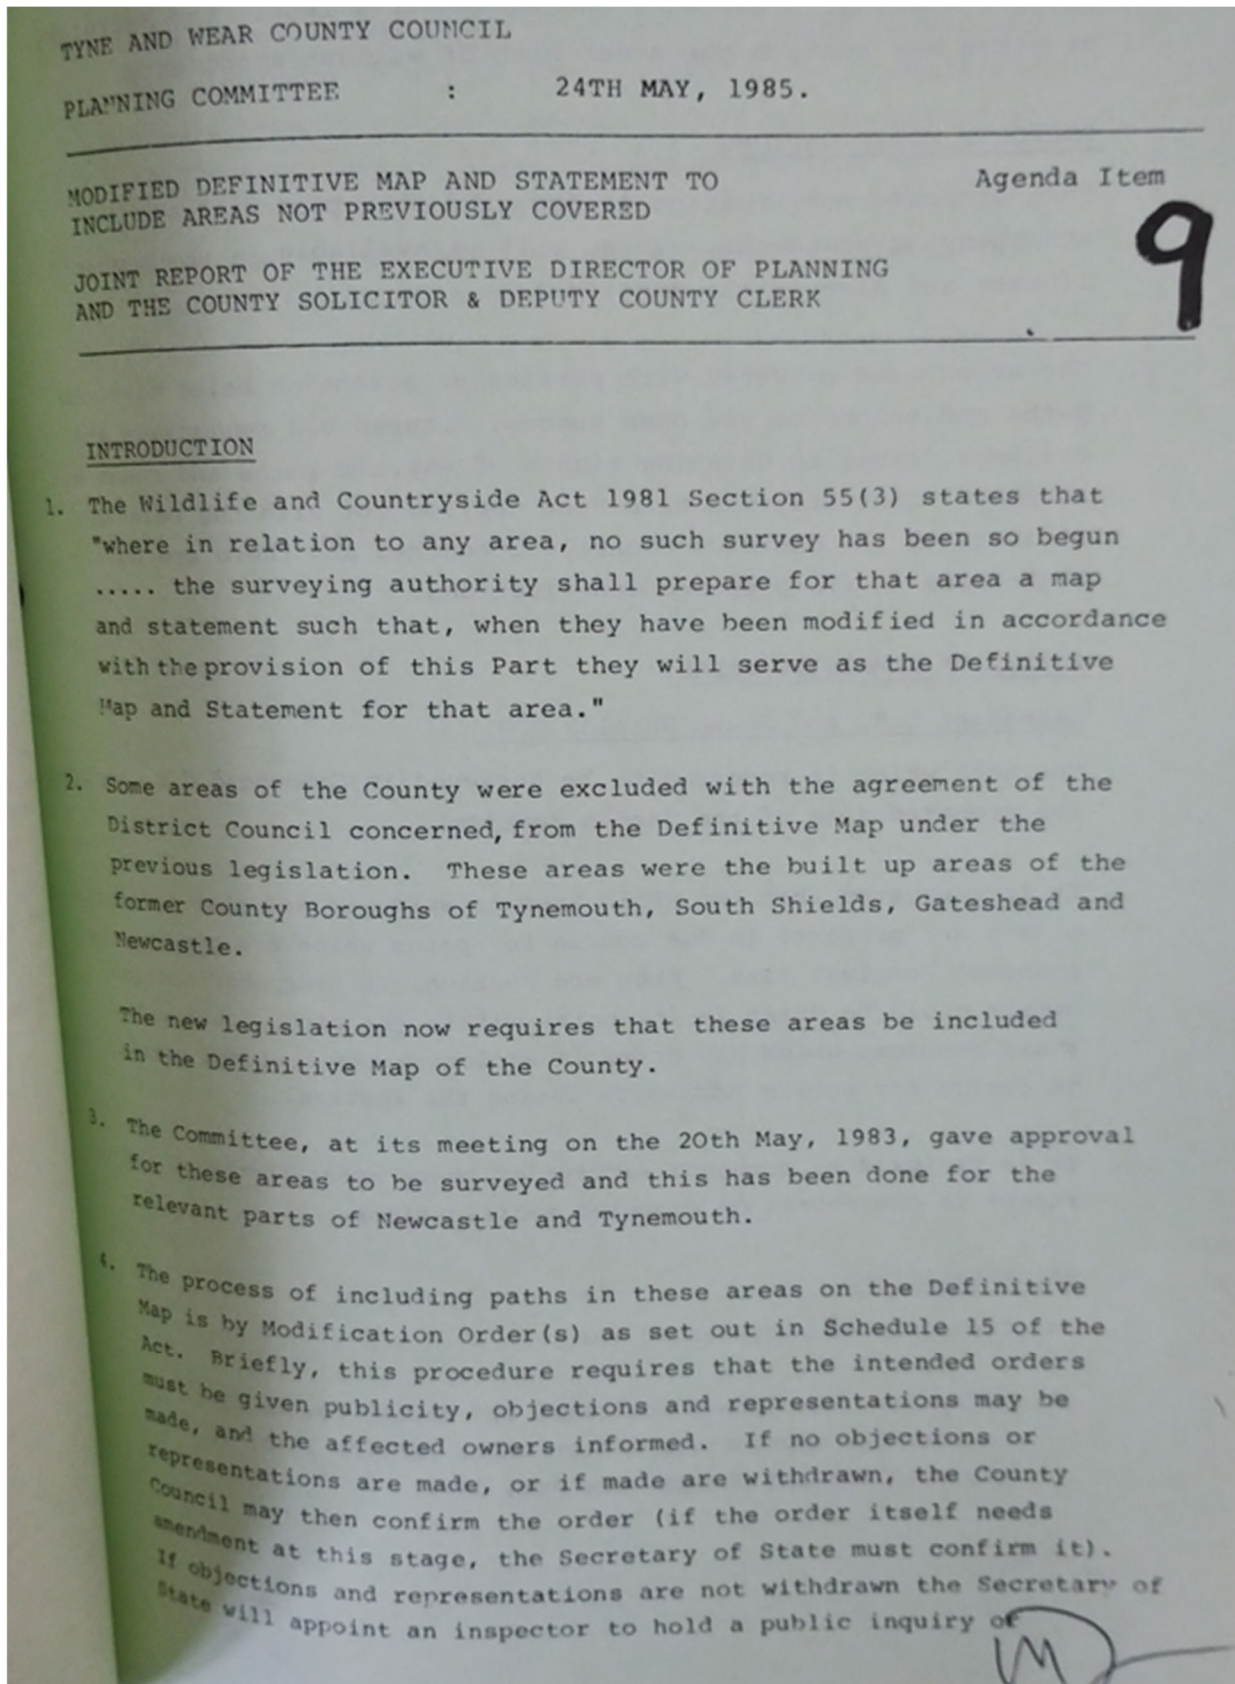 TYNE AND WEAR COUNTY COUNCIL
PLANNING COMMITTEE : 24TH MAY, 1985.
MODIFIED DEFINITIVE MAP AND STATEMENT TO Agenda Item
INCLUDE AREAS NOT PREVIOUSLY COVERED
9
JOINT REPORT OF THE EXECUTIVE DIRECTOR OF PLANNING
AND THE COUNTY SOLICITOR & DEPUTY COUNTY CLERK
INTRODUCTION
1. The Wildlife and Countryside Act 1981 Section 55(3) states that
"where in relation to any area, no such survey has been so begun
..... the surveying authority shall prepare for that area a map
and statement such that, when they have been modified in accordance
with the provision of this Part they will serve as the Definitive
Map and Statement for that area."
2. Some areas of the County were excluded with the agreement of the
District Council concerned, from the Definitive Map under the
previous legislation. These areas were the built up areas of the
former County Boroughs of Tynemouth, South Shields, Gateshead and
Newcastle.
The new legislation now requires that these areas be included
in the Definitive Map of the County.
3. The Committee, at its meeting on the 20th May, 1983, gave approval
for these areas to be surveyed and this has been done for the
relevant parts of Newcastle and Tynemouth.
4. The process of including paths in these areas on the Definitive
Map is by Modification Order(s) as set out in Schedule 15 of the
Act. Briefly, this procedure requires that the intended orders
must be given publicity, objections and representations may be
made, and the affected owners informed. If no objections or
representations are made, or if made are withdrawn, the County
Council may then confirm the order (if the order itself needs
amendment at this stage, the Secretary of State must confirm it).
If objections and representations are not withdrawn the Secretary of
State will appoint an inspector to hold a public inquiry or